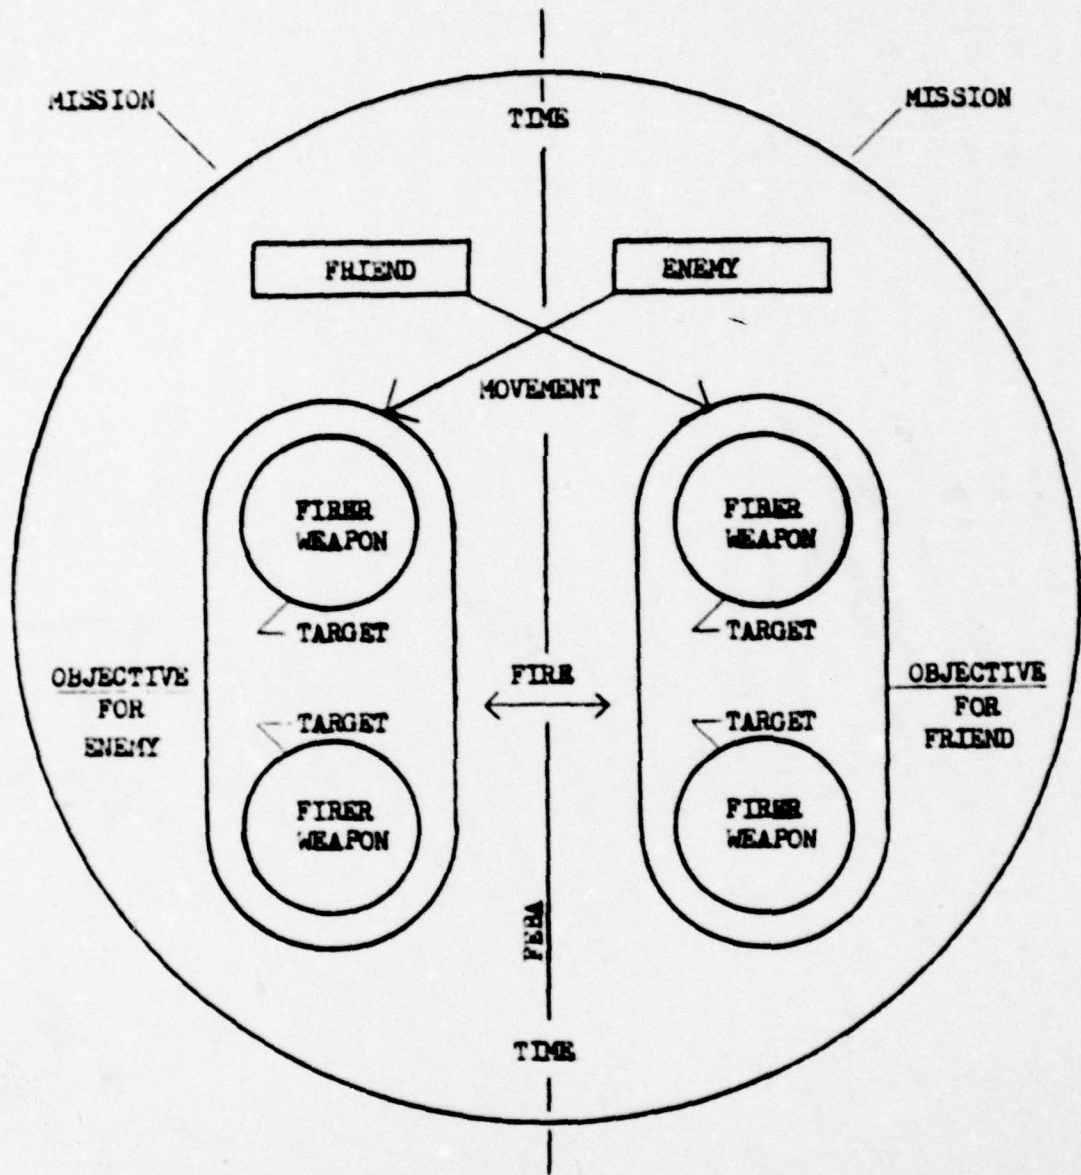 MISSION
MISSION
TIME
FRIEND
ENEMY
MOVEMENT
FIRER
WEAPON
FIRER
WEAPON
TARGET
TARGET
OBJECTIVE
FOR
ENEMY
FIRE
OBJECTIVE
FOR
FRIEND
TARGET
TARGET
FIRER
WEAPON
FIRER
WEAPON
FEBA
TIME